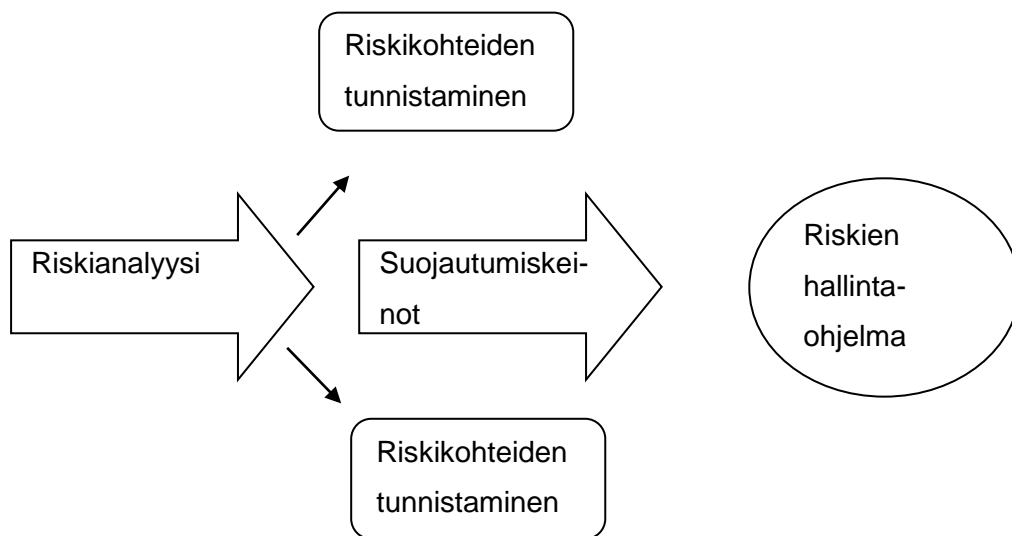 Riskikohteiden
tunnistaminen
Riskianalyysi
Suojautumiskei-
not
Riskien
hallinta-
ohjelma
Riskikohteiden
tunnistaminen